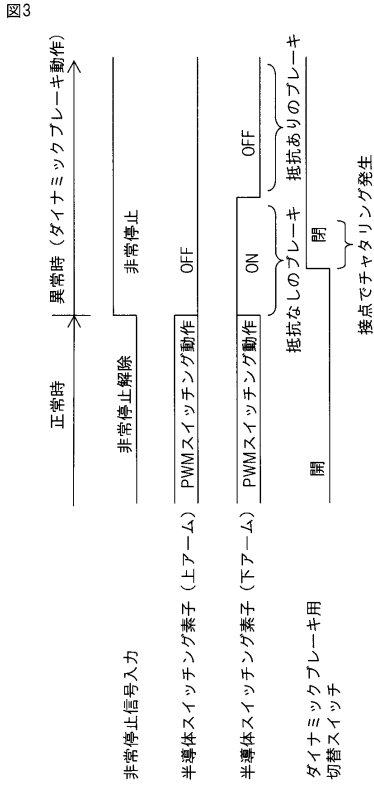 図3
正常時
異常時（ダイナミックブレーキ動作）
非常停止信号入力
非常停止解除
非常停止
半導体スイッチング素子（上アーム）
PWMスイッチング動作
OFF
半導体スイッチング素子（下アーム）
PWMスイッチング動作
ON
OFF
抵抗なしのブレーキ
抵抗ありのブレーキ
ダイナミックブレーキ用
切替スイッチ
開
閉
接点でチャタリング発生